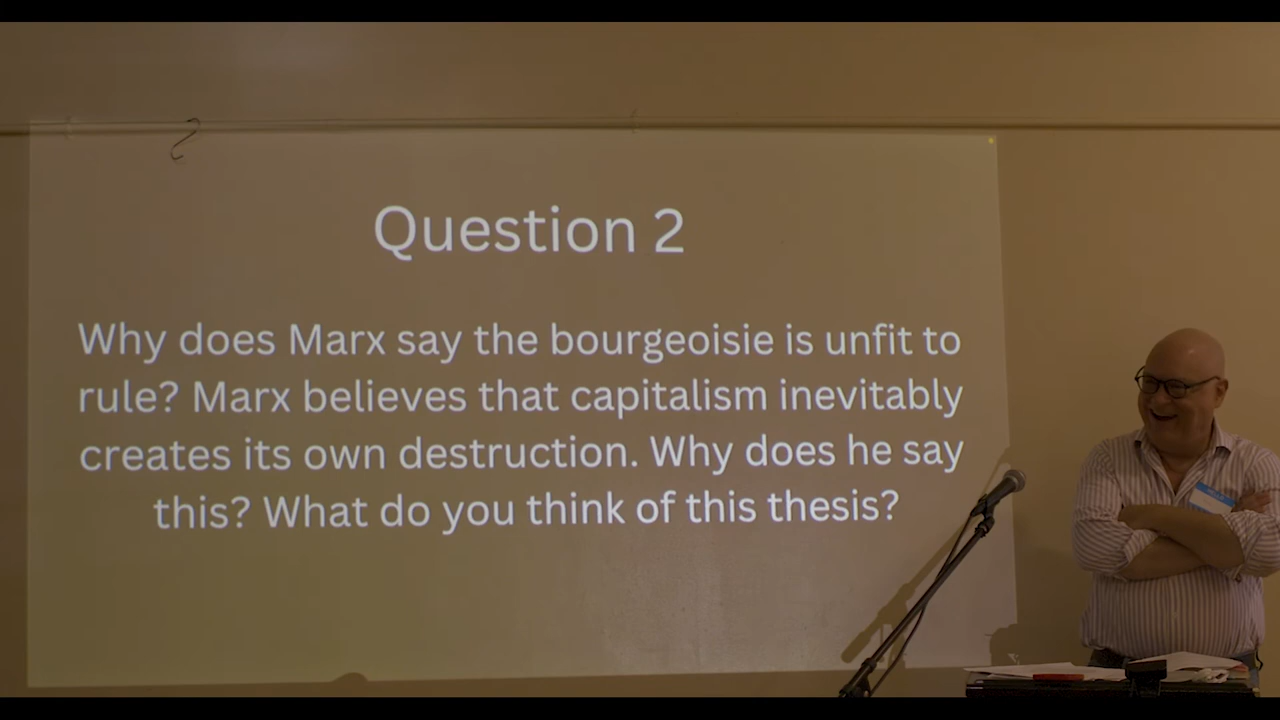 Question 2
Why does Marx say the bourgeoisie is unfit to
rule? Marx believes that capitalism inevitably
creates its own destruction. Why does he say
this? What do you think of this thesis?